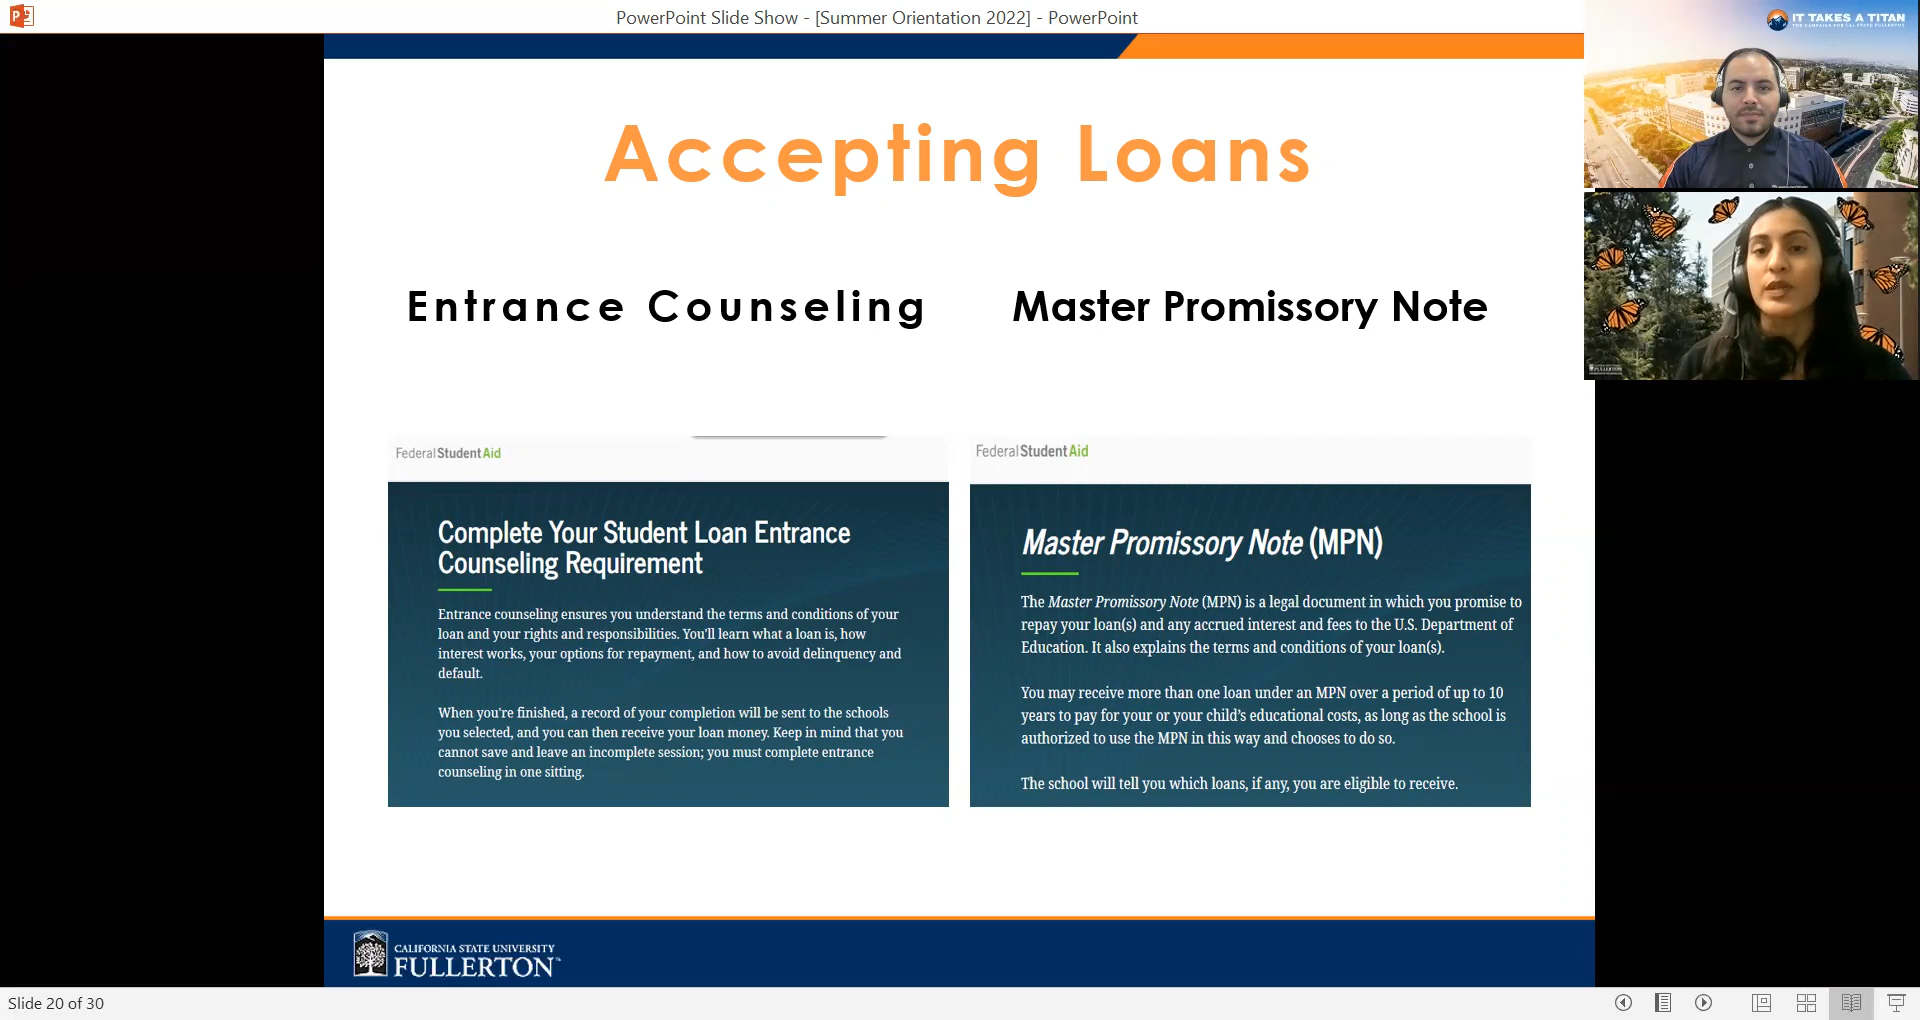 PowerPoint Slide Show - [Summer Orientation 2022] - PowerPoint
IT TAKES A TITAN
THE CAMPAIGN FOR CAL STATE FULLERTON
Accepting Loans
Entrance Counseling
Master Promissory Note
Federal Student Aid
Complete Your Student Loan Entrance
Counseling Requirement
Entrance counseling ensures you understand the terms and conditions of your
loan and your rights and responsibilities. You'll learn what a loan is, how
interest works, your options for repayment, and how to avoid delinquency and
default.
When you're finished, a record of your completion will be sent to the schools
you selected, and you can then receive your loan money. Keep in mind that you
cannot save and leave an incomplete session; you must complete entrance
counseling in one sitting.
Federal Student Aid
Master Promissory Note (MPN)
The Master Promissory Note (MPN) is a legal document in which you promise to
repay your loan(s) and any accrued interest and fees to the U.S. Department of
Education. It also explains the terms and conditions of your loan(s).
You may receive more than one loan under an MPN over a period of up to 10
years to pay for your or your child’s educational costs, as long as the school is
authorized to use the MPN in this way and chooses to do so.
The school will tell you which loans, if any, you are eligible to receive.
FULLERTON
CALIFORNIA STATE UNIVERSITY
FULLERTON™
Slide 20 of 30